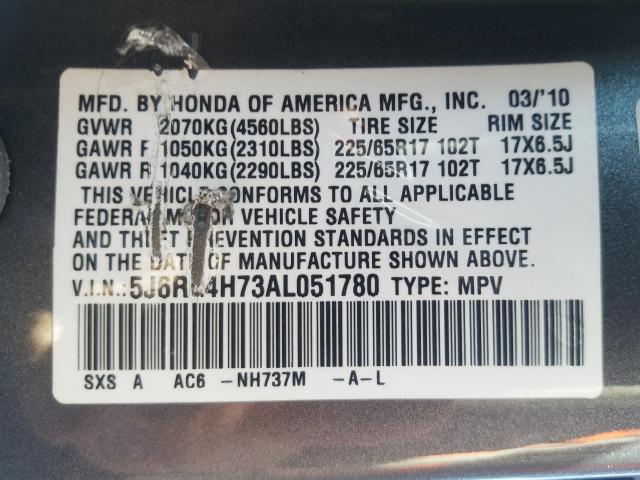 MFD. BY HONDA OF AMERICA MFG., INC. 03/'10
GVWR 2070KG(4560LBS) TIRE SIZE RIM SIZE
GAWR F 1050KG(2310LBS) 225/65R17 102T 17X6.5J
GAWR R 1040KG(2290LBS) 225/65R17 102T 17X6.5J
THIS VEHICLE CONFORMS TO ALL APPLICABLE
FEDERAL MOTOR VEHICLE SAFETY
AND THEFT PREVENTION STANDARDS IN EFFECT
ON THE DATE OF MANUFACTURE SHOWN ABOVE.
V.I.N.: TYPE: MPV
SXS A AC6 -NH737M -A-L